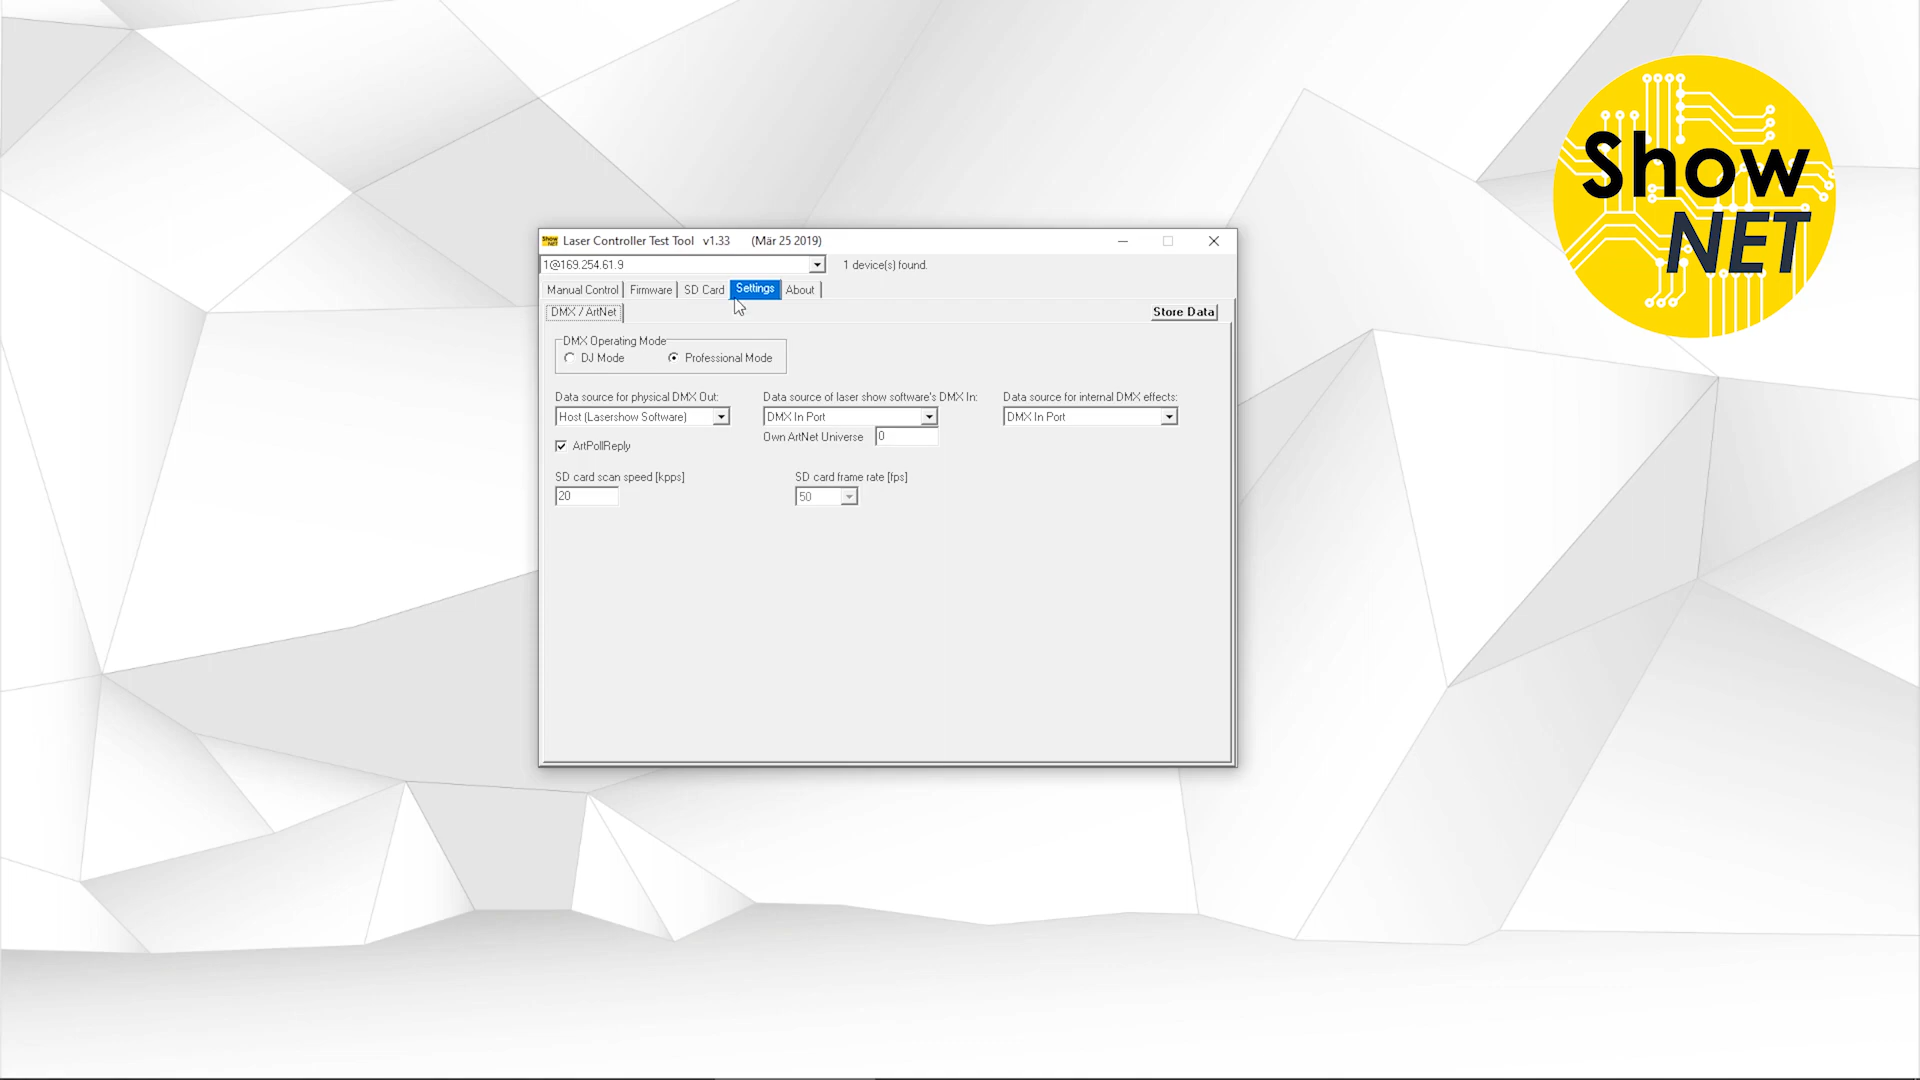 Show
NET
Show
NET
Laser Controller Test Tool v1.33 (Mär 25 2019)
1@169.254.61.9
1 device(s) found.
Manual Control
Firmware
SD Card
Settings
About
DMX / ArtNet
Store Data
DMX Operating Mode
DJ Mode
Professional Mode
Data source for physical DMX Out:
Host (Lasershow Software)
Data source of laser show software's DMX In:
DMX In Port
Data source for internal DMX effects:
DMX In Port
Own ArtNet Universe
0
ArtPollReply
SD card scan speed [kpps]
20
SD card frame rate [fps]
50